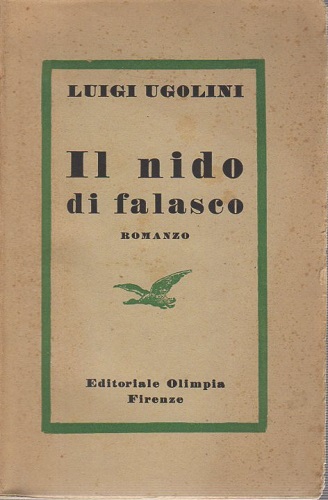 LUIGI UGOLINI
Il nido
di falasco
ROMANZO
Editoriale Olimpia
Firenze